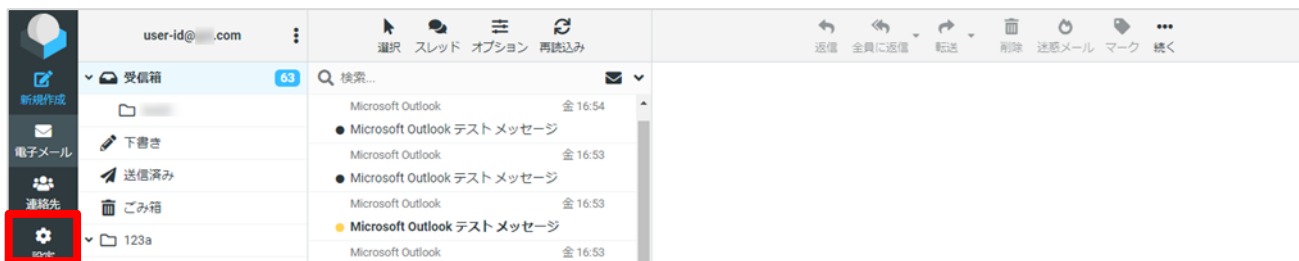 user-id@ .com
選択 スレッド オプション 再読込み
返信 全員に返信 転送 削除 迷惑メール マーク 続く
新規作成
電子メール
連絡先
設定
受信箱 63
下書き
送信済み
ごみ箱
123a
検索...
Microsoft Outlook 金 16:54
Microsoft Outlook テスト メッセージ
Microsoft Outlook 金 16:53
Microsoft Outlook テスト メッセージ
Microsoft Outlook 金 16:53
Microsoft Outlook テスト メッセージ
Microsoft Outlook 金 16:53